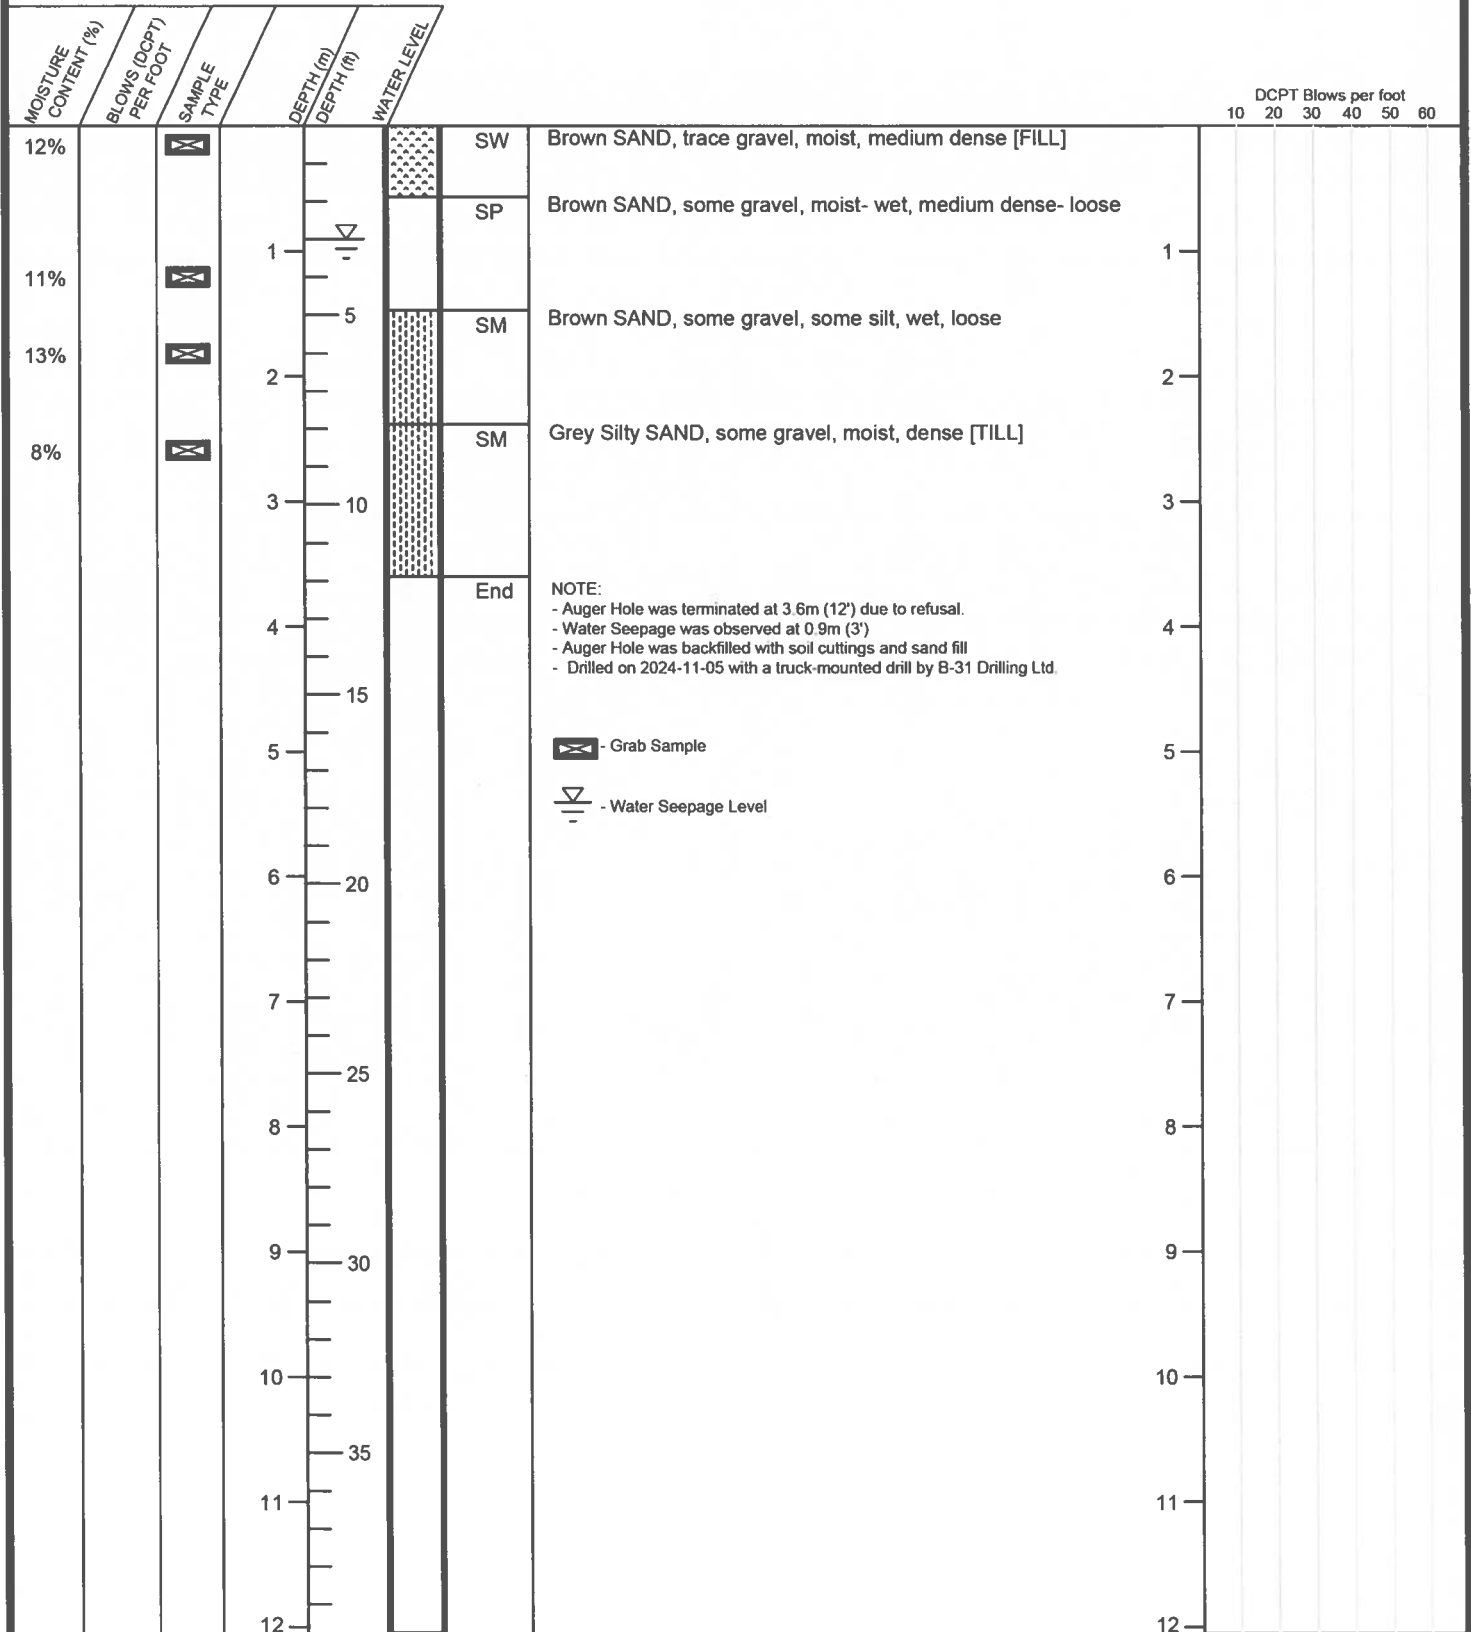 MOISTURE
CONTENT (%)
BLOWS (DCPT)
PER FOOT
SAMPLE
TYPE
DEPTH (m)
DEPTH (ft)
WATER LEVEL
DCPT Blows per foot
10 20 30 40 50 60
12%
SW Brown SAND, trace gravel, moist, medium dense [FILL]
SP Brown SAND, some gravel, moist- wet, medium dense- loose
1 1
11%
5
SM Brown SAND, some gravel, some silt, wet, loose
13%
2 2
SM Grey Silty SAND, some gravel, moist, dense [TILL]
8%
3 10 3
End NOTE:
- Auger Hole was terminated at 3.6m (12') due to refusal.
4 - Water Seepage was observed at 0.9m (3') 4
- Auger Hole was backfilled with soil cuttings and sand fill
- Drilled on 2024-11-05 with a truck-mounted drill by B-31 Drilling Ltd.
15
5 - Grab Sample 5
- Water Seepage Level
6 20 6
7 7
25
8 8
9 30 9
10 10
35
11 11
12 12